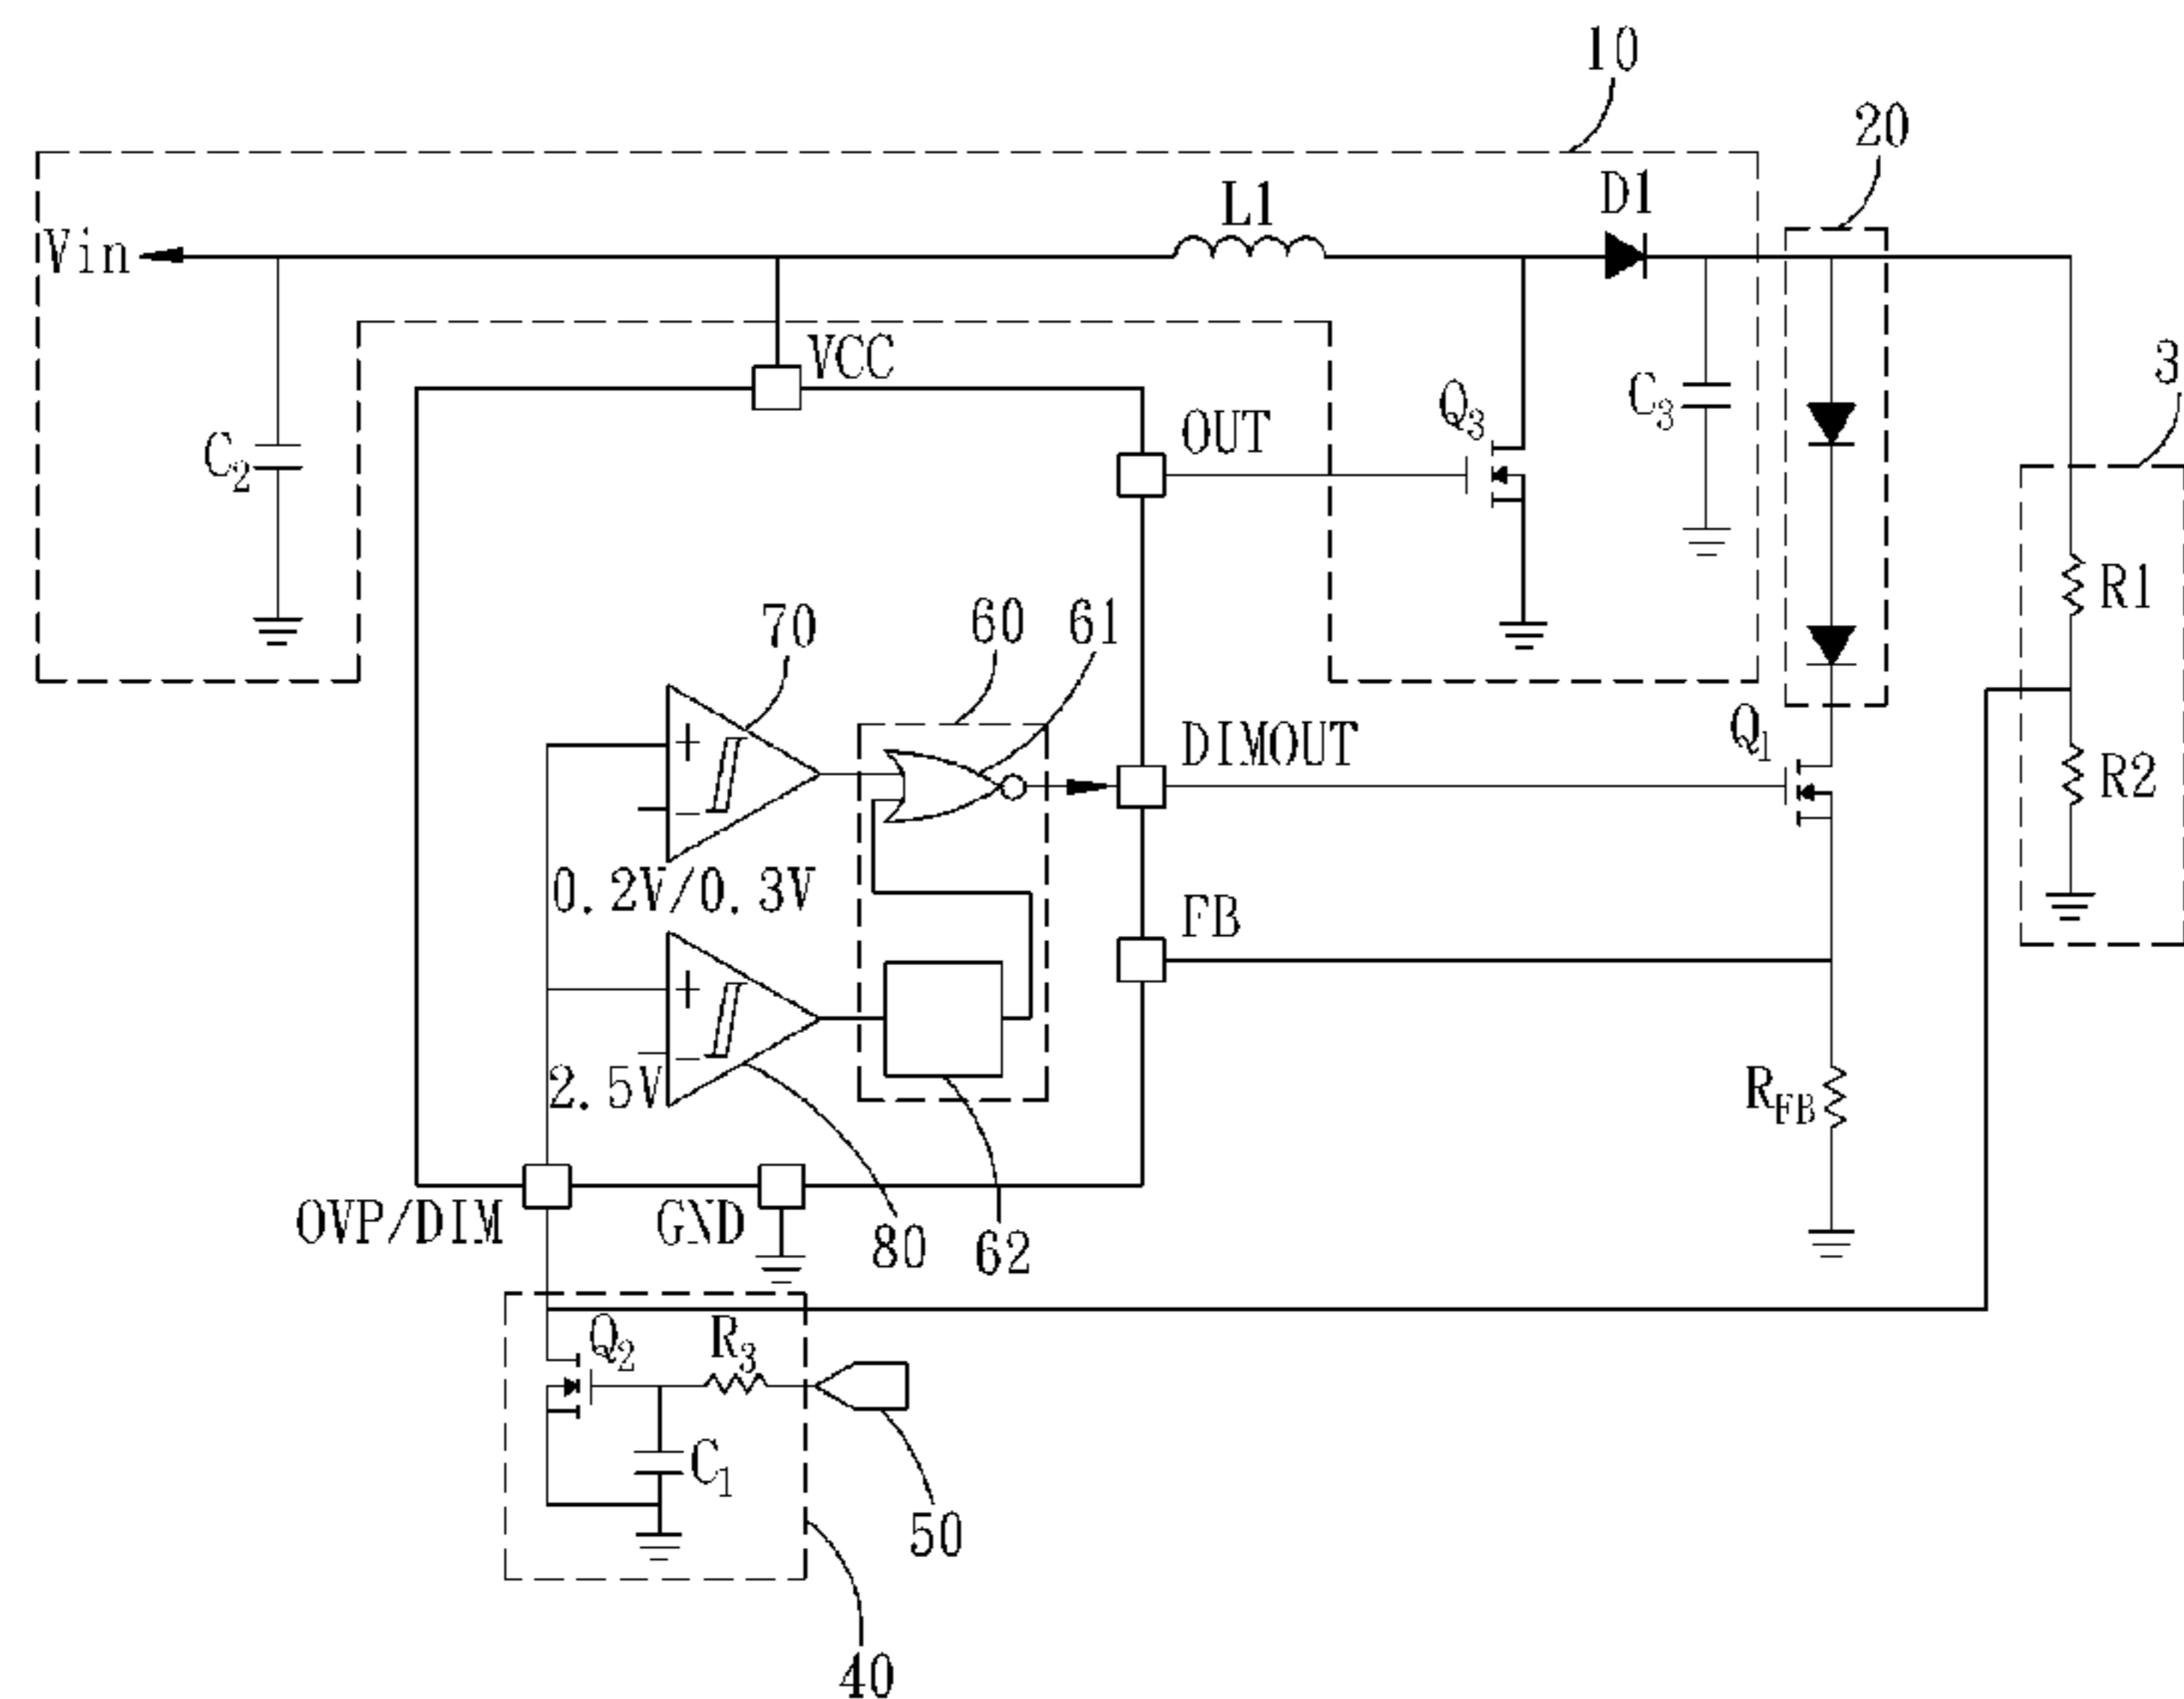 10
20
L1
D1
Vin
VCC
3
OUT
Q3
C3
C2
R1
70
60
61
DIMOUT
Q1
R2
0.2V/0.3V
FB
2.5V
RFB
OVP/DIM
GND
80
62
Q2
R3
C1
50
40